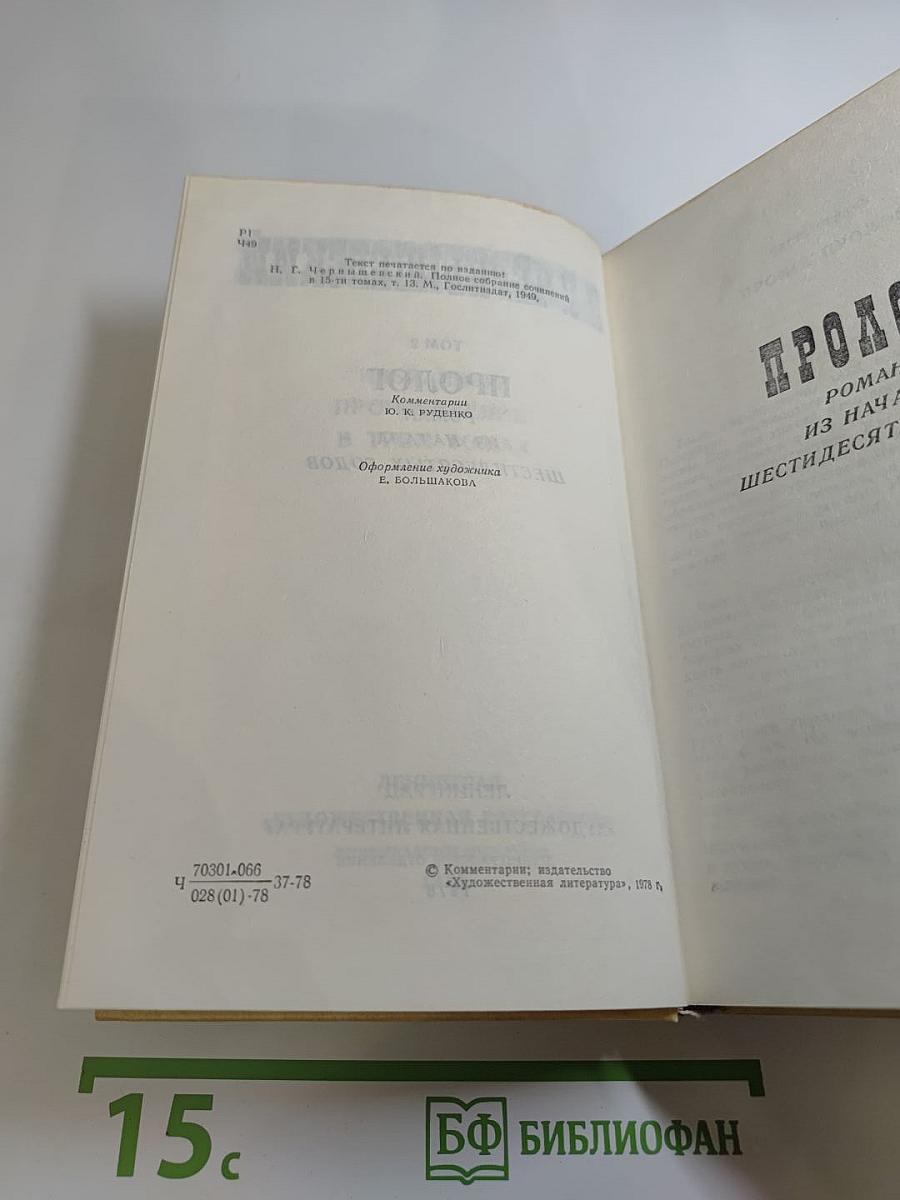 Р1
Ч49
Текст печатается по изданию:
Н. Г. Чернышевский. Полное собрание сочинений
в 15-ти томах, т. 13. М., Гослитиздат, 1949.
Комментарии
Ю. К. РУДЕНКО
Оформление художника
Е. БОЛЬШАКОВА
Ч 70301-066 37-78
028(01)-78
© Комментарии; издательство
«Художественная литература», 1978 г.
ПРОЛО
РОМАН
ИЗ НАЧА
ШЕСТИДЕСЯТ
15 с
БФ БИБЛИОФАН